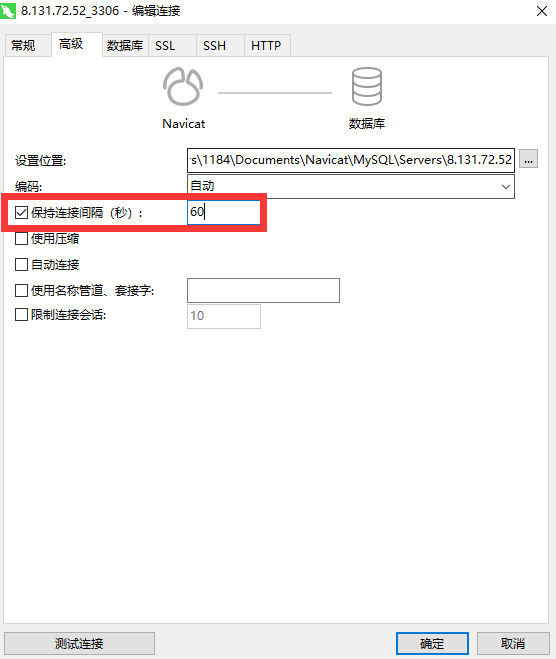 8.131.72.52_3306 - 编辑连接
常规 高级 数据库 SSL SSH HTTP
Navicat 数据库
设置位置: s\1184\Documents\Navicat\MySQL\Servers\8.131.72.52 ...
编码: 自动
保持连接间隔（秒）: 60
使用压缩
自动连接
使用名称管道、套接字:
限制连接会话: 10
测试连接 确定 取消